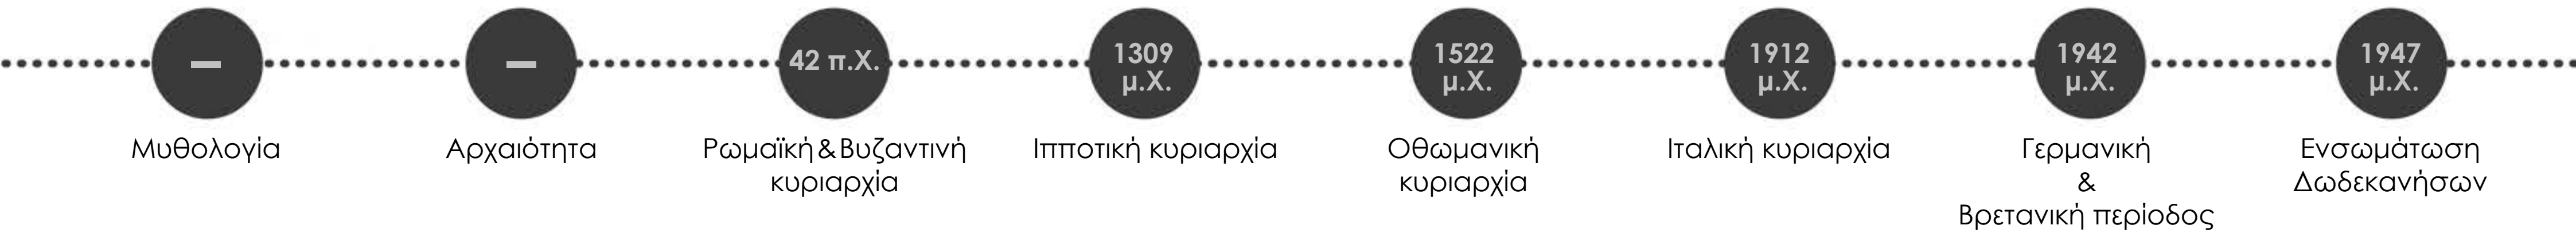 –
Μυθολογία
–
Αρχαιότητα
42 π.Χ.
Ρωμαϊκή & Βυζαντινή
κυριαρχία
1309
μ.Χ.
Ιπποτική κυριαρχία
1522
μ.Χ.
Οθωμανική
κυριαρχία
1912
μ.Χ.
Ιταλική κυριαρχία
1942
μ.Χ.
Γερμανική
&
Βρετανική περίοδος
1947
μ.Χ.
Ενσωμάτωση
Δωδεκανήσων